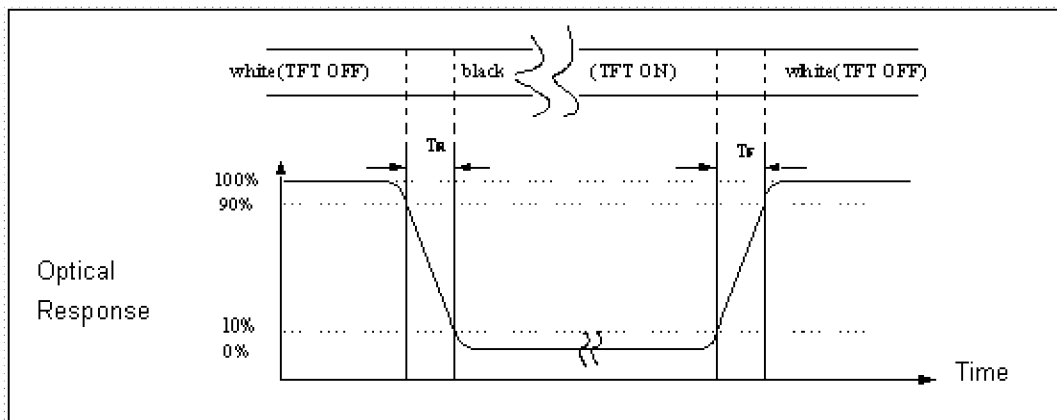 white(TFT OFF) black (TFT ON) white(TFT OFF)
TR TF
100%
90%
Optical
Response
10%
0%
Time